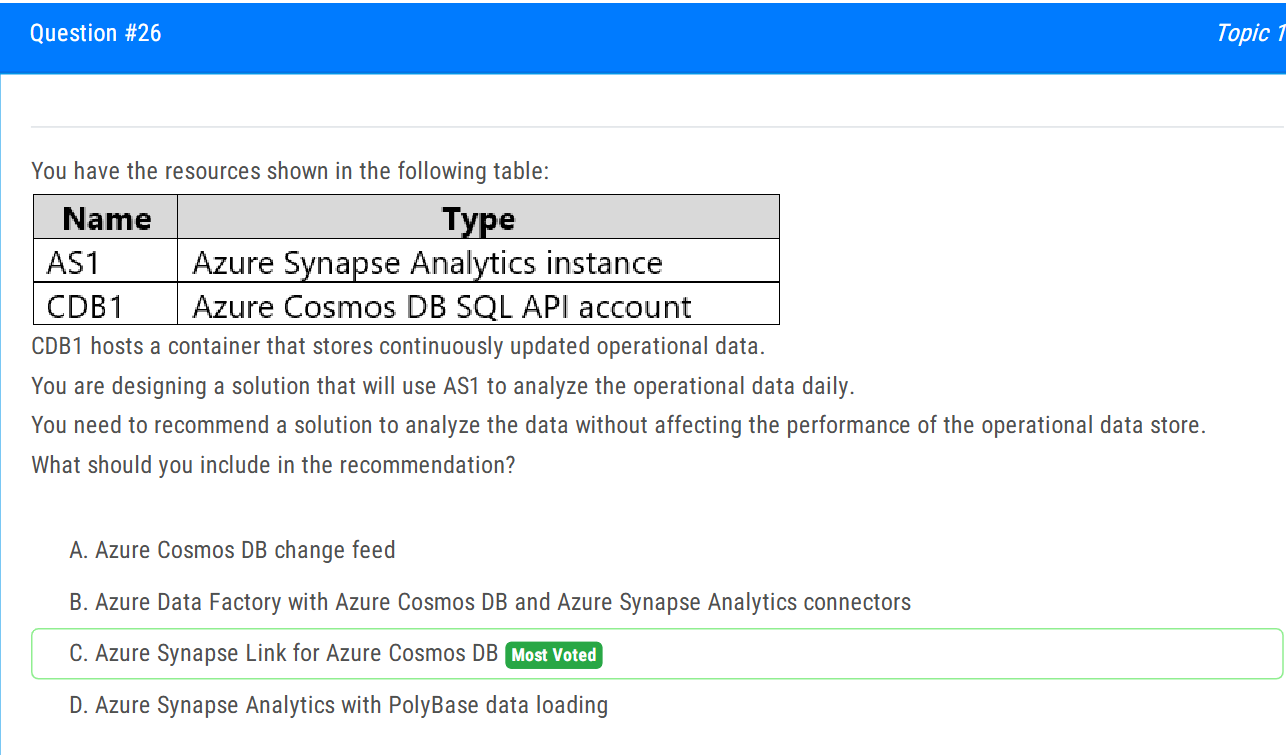 Question #26
Topic 1
You have the resources shown in the following table:
Name Type
AS1 Azure Synapse Analytics instance
CDB1 Azure Cosmos DB SQL API account
CDB1 hosts a container that stores continuously updated operational data.
You are designing a solution that will use AS1 to analyze the operational data daily.
You need to recommend a solution to analyze the data without affecting the performance of the operational data store.
What should you include in the recommendation?
A. Azure Cosmos DB change feed
B. Azure Data Factory with Azure Cosmos DB and Azure Synapse Analytics connectors
C. Azure Synapse Link for Azure Cosmos DB Most Voted
D. Azure Synapse Analytics with PolyBase data loading